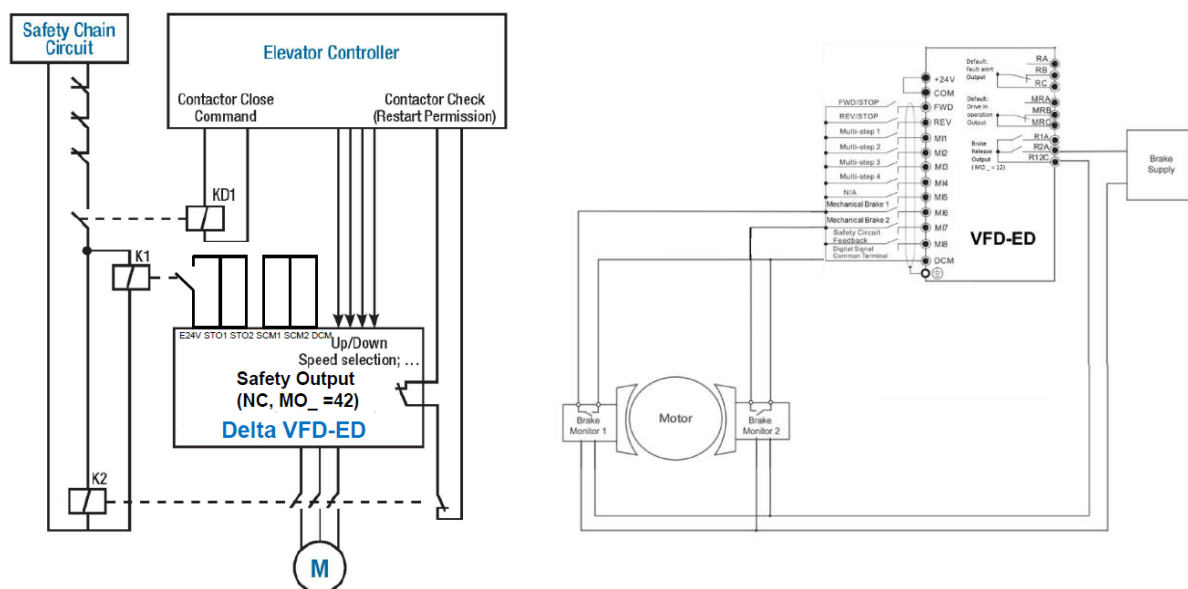 Safety Chain
Circuit
Elevator Controller
Contactor Close
Command
Contactor Check
(Restart Permission)
KD1
K1
E24V STO1 STO2 SCM1 SCM2 DCM
Up/Down
Speed selection; ...
Safety Output
(NC, MO_ =42)
Delta VFD-ED
K2
M
FWD/STOP
REV/STOP
Multi-step 1
Multi-step 2
Multi-step 3
Multi-step 4
N/A
Mechanical Brake 1
Mechanical Brake 2
Safety Circuit
Feedback
Digital Signal
Common Terminal
+24V
COM
FWD
REV
MI1
MI2
MI3
MI4
MI5
MI6
MI7
MI8
DCM
Default:
Fault alert
Output
RA
RB
RC
Default:
Drive in
operation
Output
MRA
MRB
MRC
Brake
Release
Output
(MO_ = 12)
R1A
R2A
R12C
VFD-ED
Brake
Supply
Brake
Monitor 1
Motor
Brake
Monitor 2